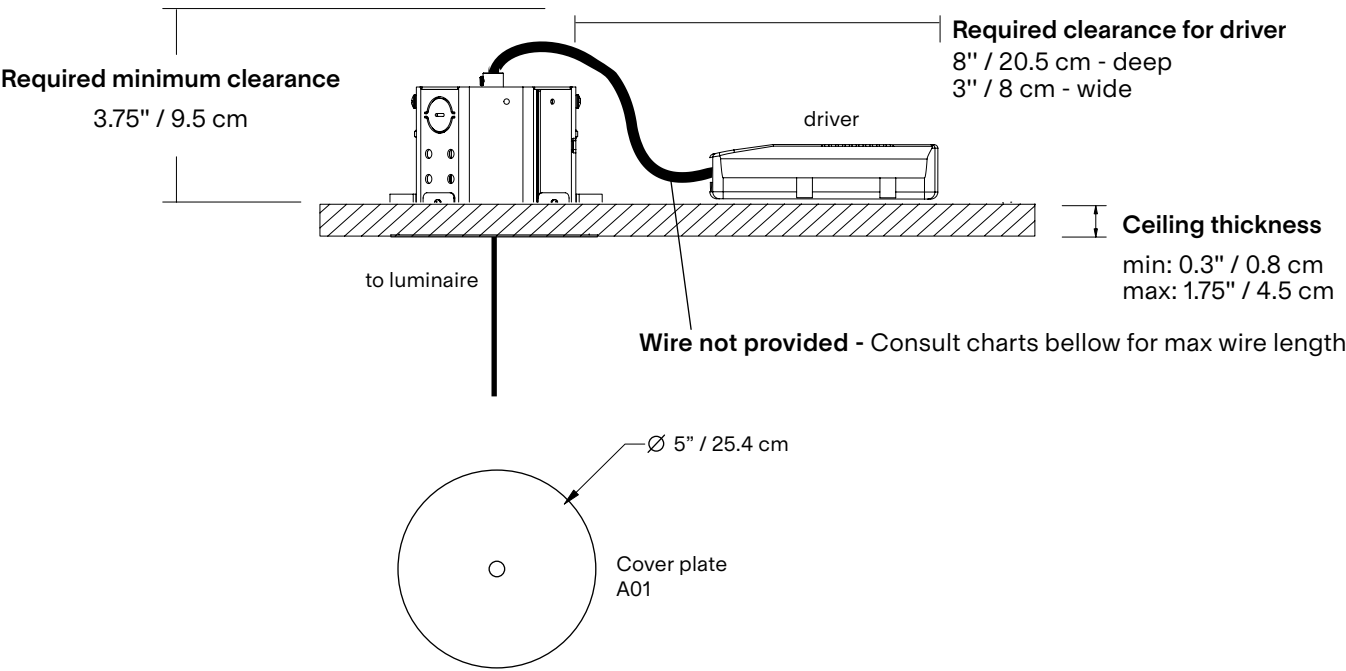 Required minimum clearance
3.75" / 9.5 cm
Required clearance for driver
8" / 20.5 cm - deep
3" / 8 cm - wide
driver
Ceiling thickness
min: 0.3" / 0.8 cm
max: 1.75" / 4.5 cm
to luminaire
Wire not provided - Consult charts bellow for max wire length
Ø 5” / 25.4 cm
Cover plate
A01